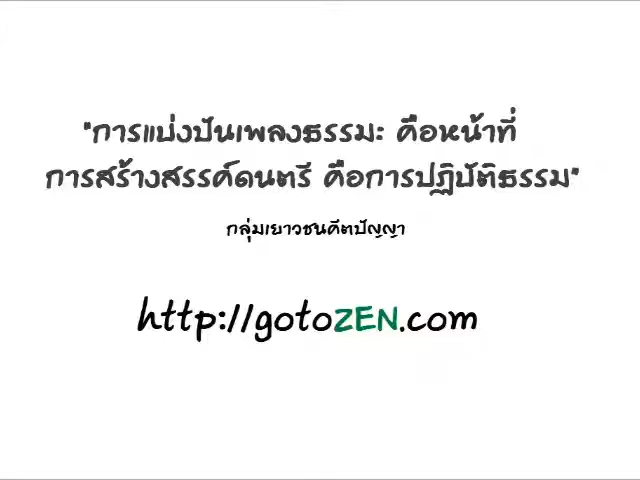 "การแบ่งปันเพลงธรรมะ คือหน้าที่
การสร้างสรรค์ดนตรี คือการปฏิบัติธรรม"
กลุ่มเยาวชนคีตปัญญา
http://gotoZEN.com